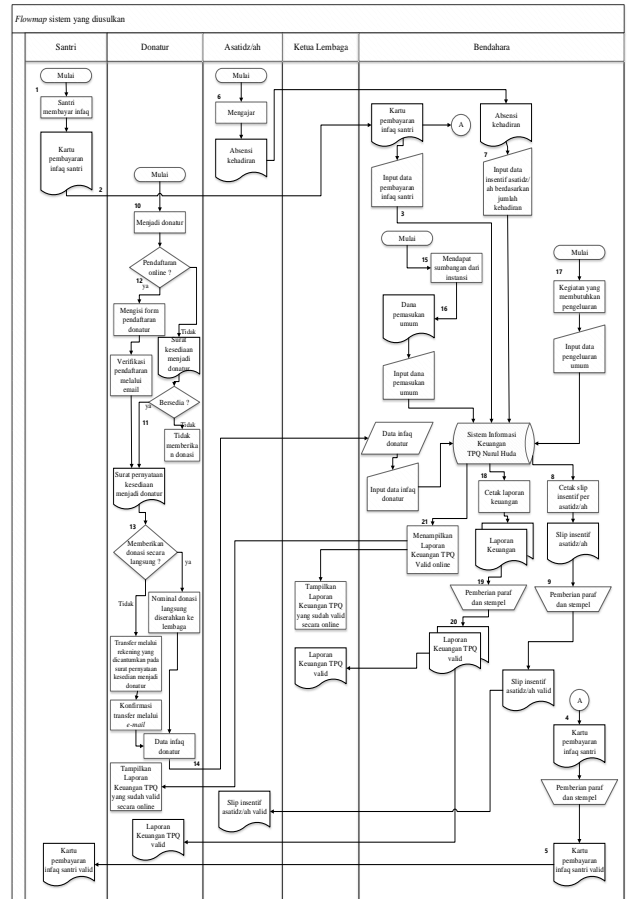 Flowmap sistem yang diusulkan
Santri
Donatur
Asatidz/ah
Ketua Lembaga
Bendahara
Mulai
1
Santri
membayar infaq
Kartu
pembayaran
infaq santri
2
Mulai
10
Menjadi donatur
Pendaftaran
online ?
12
ya
Tidak
Mengisi form
pendaftaran
donatur
Verifikasi
pendaftaran
melalui
email
Surat
kesediaan
menjadi
donatur
Bersedia ?
ya
11
Tidak
Tidak
memberika
n donasi
Surat pernyataan
kesediaan
menjadi donatur
13
Memberikan
donasi secara
langsung ?
ya
Tidak
Nominal donasi
langsung
diserahkan ke
lembaga
Transfer melalui
rekening yang
dicantumkan pada
surat pernyataan
kesedian menjadi
donatur
Konfirmasi
transfer melalui
e-mail
Data infaq
donatur
14
Tampilkan
Laporan
Keuangan TPQ
yang sudah valid
secara online
Laporan
Keuangan TPQ
valid
Kartu
pembayaran
infaq santri valid
Mulai
6
Mengajar
Absensi
kehadiran
Slip insentif
asatidz/ah valid
Tampilkan
Laporan
Keuangan TPQ
yang sudah valid
secara online
Laporan
Keuangan TPQ
valid
Kartu
pembayaran
infaq santri
A
Absensi
kehadiran
Input data
pembayaran
infaq santri
3
7
Input data
insentif asatidz/
ah berdasarkan
jumlah
kehadiran
Mulai
15
Mendapat
sumbangan dari
instansi
16
Dana
pemasukan
umum
Input dana
pemasukan
umum
Mulai
17
Kegiatan yang
membutuhkan
pengeluaran
Input data
pengeluaran
umum
Data infaq
donatur
Input data infaq
donatur
Sistem Informasi
Keuangan
TPQ Nurul Huda
18
Cetak laporan
keuangan
8
Cetak slip
insentif per
asatidz/ah
21
Menampilkan
Laporan
Keuangan TPQ
Valid online
Laporan
Keuangan
Slip insentif
asatidz/ah
19
Pemberian paraf
dan stempel
9
Pemberian paraf
dan stempel
20
Laporan
Keuangan TPQ
valid
Slip insentif
asatidz/ah valid
A
4
Kartu
pembayaran
infaq santri
Pemberian paraf
dan stempel
5
Kartu
pembayaran
infaq santri valid